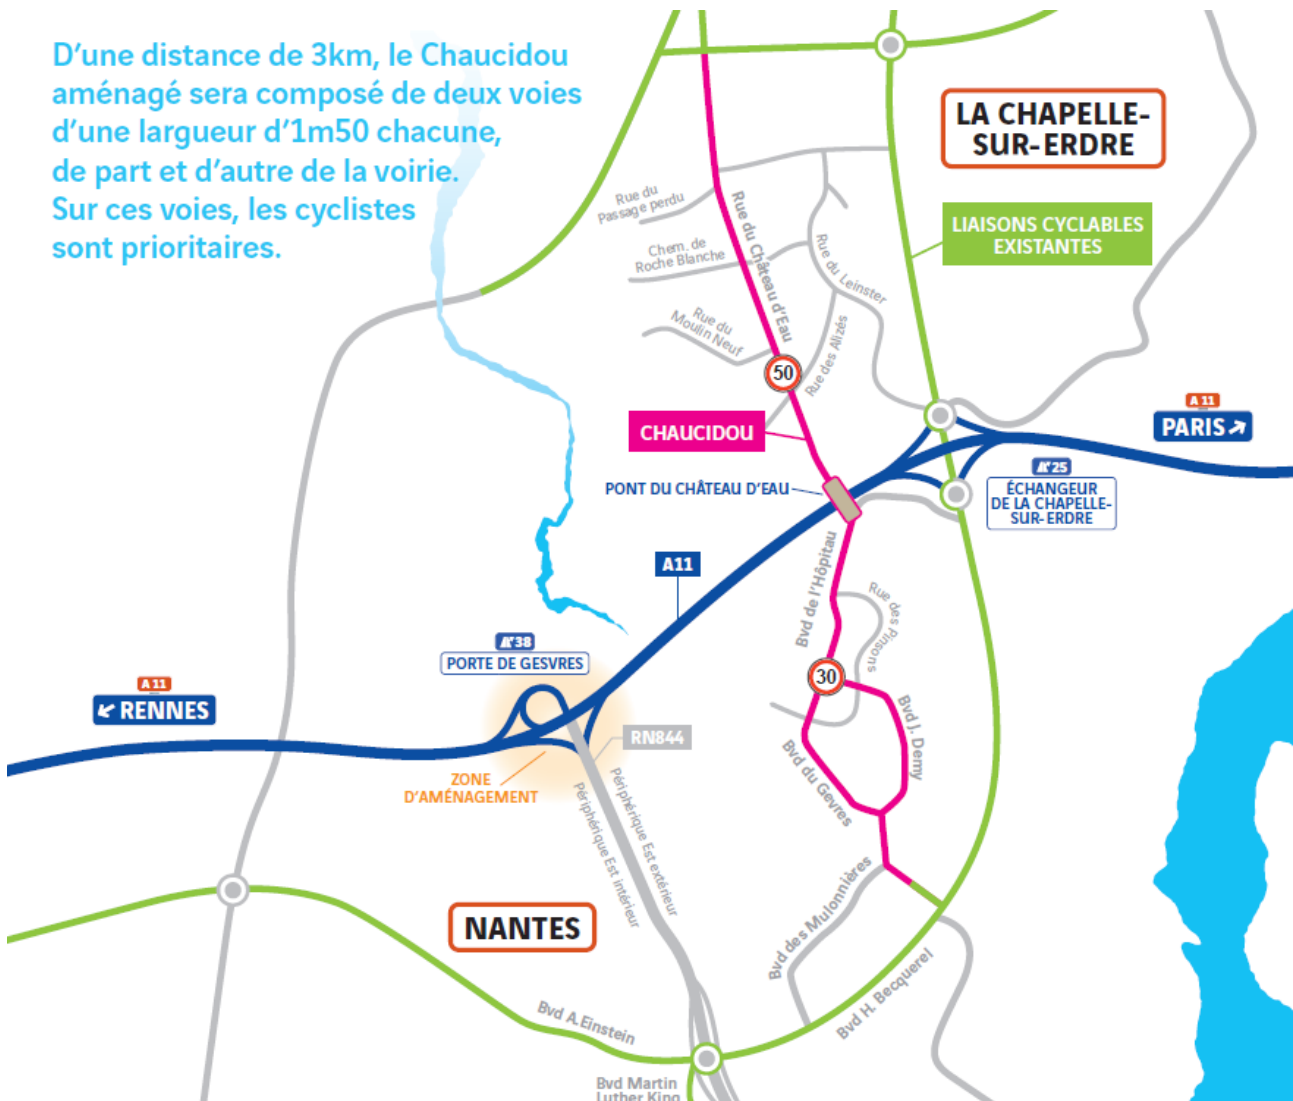 D'une distance de 3km, le Chaucidou
aménagé sera composé de deux voies
d'une largueur d'1m50 chacune,
de part et d'autre de la voirie.
Sur ces voies, les cyclistes
sont prioritaires.
LA CHAPELLE-
SUR-ERDRE
LIAISONS CYCLABLES
EXISTANTES
Rue du
Passage perdu
Rue du Château d'Eau
Chem. de
Roche Blanche
Rue du Leinster
Rue du
Moulin Neuf
Rue des Alizés
50
CHAUCIDOU
A 11
PARIS
25
ÉCHANGEUR
DE LA CHAPELLE-
SUR-ERDRE
PONT DU CHÂTEAU D'EAU
A11
Bvd de l'Hôpitau
Rue des Pinsons
38
PORTE DE GESVRES
30
A 11
RENNES
RN844
Bvd J. Demy
Bvd du Gevres
ZONE
D'AMÉNAGEMENT
Périphérique Est intérieur
Périphérique Est extérieur
NANTES
Bvd des Mulonnières
Bvd H. Becquerel
Bvd A.Einstein
Bvd Martin
Luther King